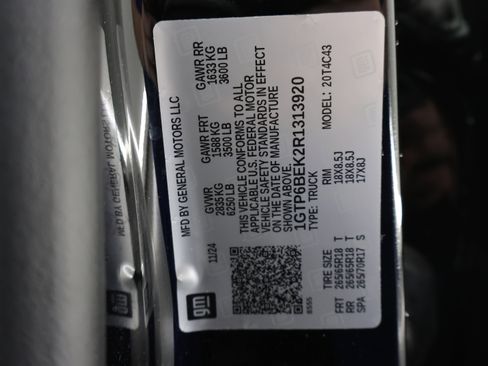 MFD BY GENERAL MOTORS LLC
11/24
GVWR GAWR FRT GAWR RR
2835 KG 1588 KG 1633 KG
6250 LB 3500 LB 3600 LB
THIS VEHICLE CONFORMS TO ALL
APPLICABLE U.S. FEDERAL MOTOR
VEHICLE SAFETY STANDARDS IN EFFECT
ON THE DATE OF MANUFACTURE
SHOWN ABOVE.
1GTP6BEK2R1313920
TYPE: TRUCK MODEL: 20T4C43
TIRE SIZE RIM
FRT 265/65R18 T 18X8.5J
RR 265/65R18 T 18X8.5J
SPA 265/70R17 S 17X8J
gm